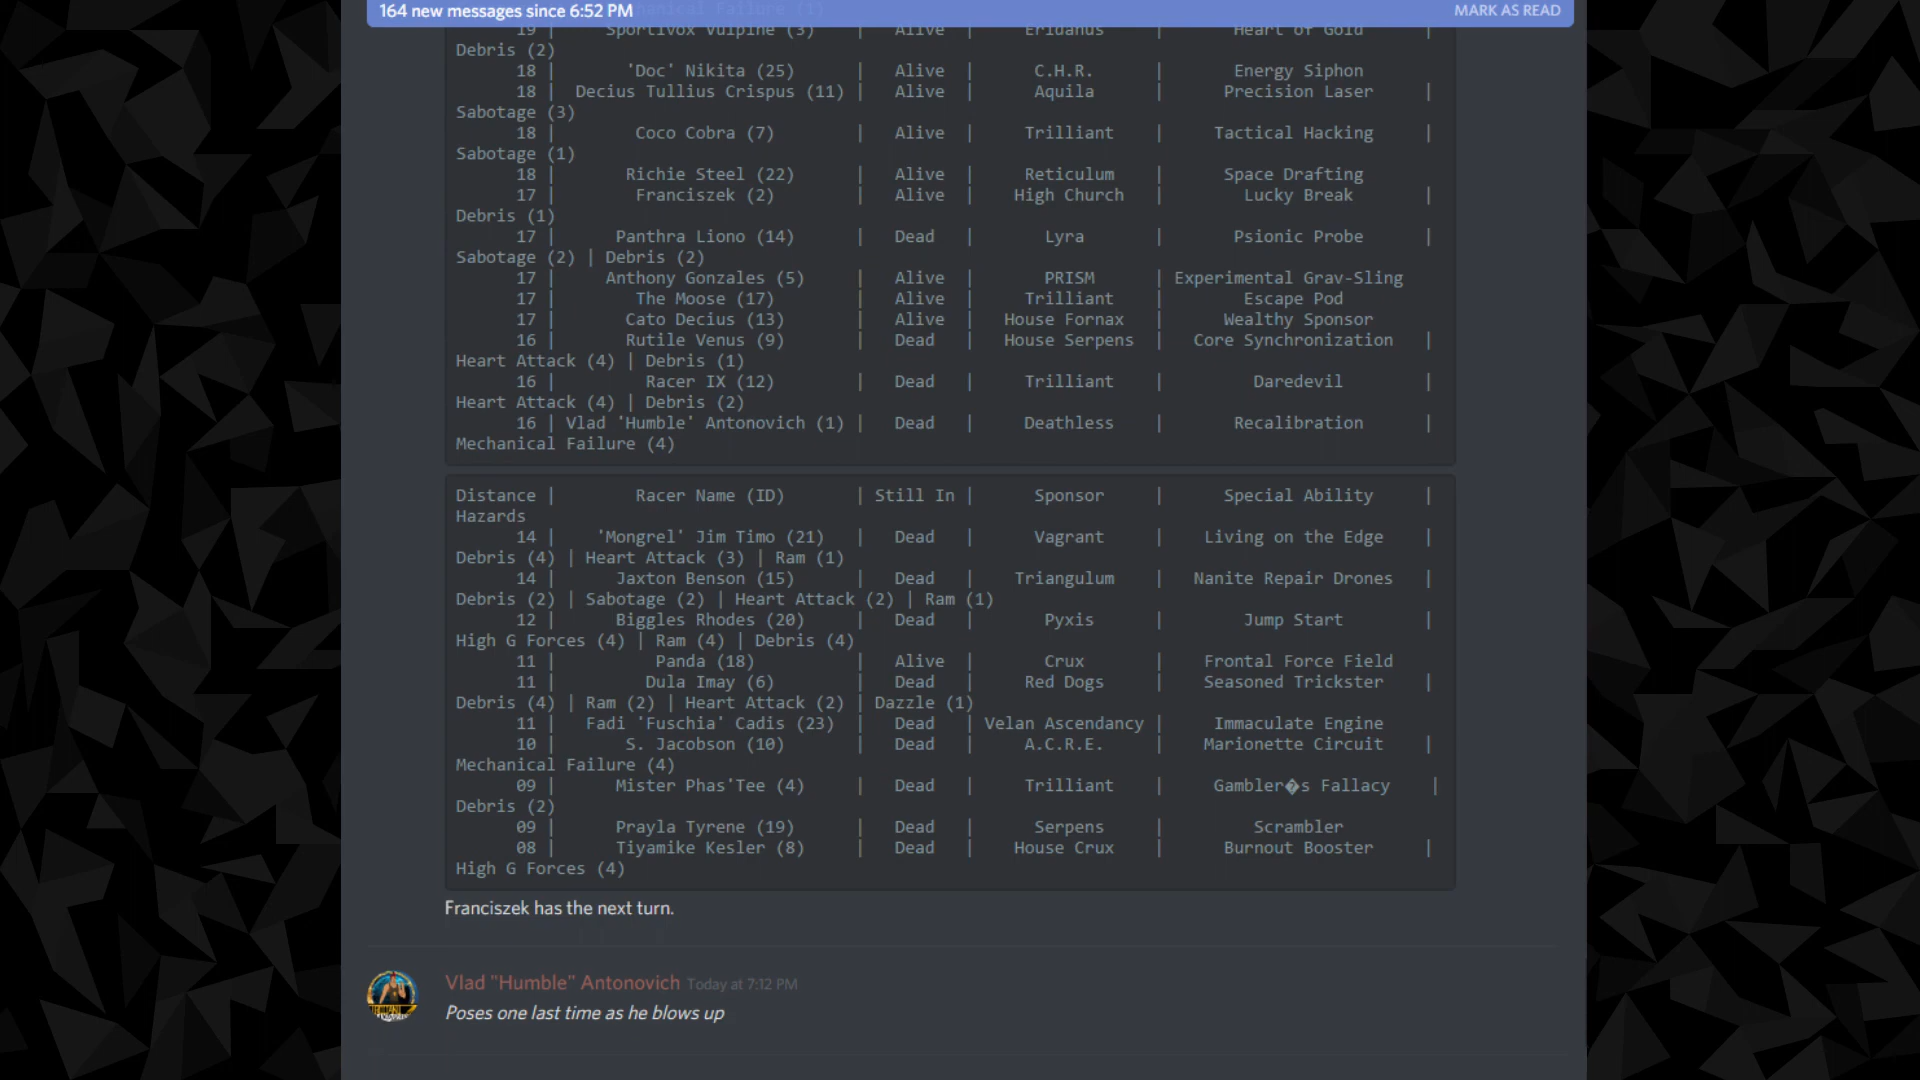 164 new messages since 6:52 PM MARK AS READ
19 | Sportivox Vulpine (3) | Alive | Eridanus | Heart of Gold |
Debris (2)
18 | 'Doc' Nikita (25) | Alive | C.H.R. | Energy Siphon
18 | Decius Tullius Crispus (11) | Alive | Aquila | Precision Laser |
Sabotage (3)
18 | Coco Cobra (7) | Alive | Trilliant | Tactical Hacking |
Sabotage (1)
18 | Richie Steel (22) | Alive | Reticulum | Space Drafting
17 | Franciszek (2) | Alive | High Church | Lucky Break |
Debris (1)
17 | Panthra Liono (14) | Dead | Lyra | Psionic Probe |
Sabotage (2) | Debris (2)
17 | Anthony Gonzales (5) | Alive | PRISM | Experimental Grav-Sling
17 | The Moose (17) | Alive | Trilliant | Escape Pod
17 | Cato Decius (13) | Alive | House Fornax | Wealthy Sponsor
16 | Rutile Venus (9) | Dead | House Serpens | Core Synchronization |
Heart Attack (4) | Debris (1)
16 | Racer IX (12) | Dead | Trilliant | Daredevil |
Heart Attack (4) | Debris (2)
16 | Vlad 'Humble' Antonovich (1) | Dead | Deathless | Recalibration |
Mechanical Failure (4)
Distance | Racer Name (ID) | Still In | Sponsor | Special Ability |
Hazards
14 | 'Mongrel' Jim Timo (21) | Dead | Vagrant | Living on the Edge |
Debris (4) | Heart Attack (3) | Ram (1)
14 | Jaxton Benson (15) | Dead | Triangulum | Nanite Repair Drones |
Debris (2) | Sabotage (2) | Heart Attack (2) | Ram (1)
12 | Biggles Rhodes (20) | Dead | Pyxis | Jump Start |
High G Forces (4) | Ram (4) | Debris (4)
11 | Panda (18) | Alive | Crux | Frontal Force Field
11 | Dula Imay (6) | Dead | Red Dogs | Seasoned Trickster |
Debris (4) | Ram (2) | Heart Attack (2) | Dazzle (1)
11 | Fadi 'Fuschia' Cadis (23) | Dead | Velan Ascendancy | Immaculate Engine
10 | S. Jacobson (10) | Dead | A.C.R.E. | Marionette Circuit |
Mechanical Failure (4)
09 | Mister Phas'Tee (4) | Dead | Trilliant | Gambler�s Fallacy |
Debris (2)
09 | Prayla Tyrene (19) | Dead | Serpens | Scrambler
08 | Tiyamike Kesler (8) | Dead | House Crux | Burnout Booster |
High G Forces (4)
Franciszek has the next turn.
Vlad "Humble" Antonovich Today at 7:12 PM
Poses one last time as he blows up